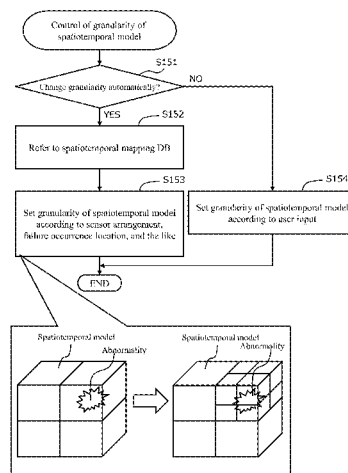 Control of granularity of
spatiotemporal model
S151
Change granularity automatically?
NO
YES
S152
Refer to spatiotemporal mapping DB
S153
Set granularity of spatiotemporal model
according to sensor arrangement,
failure occurrence location, and the like
S154
Set granularity of spatiotemporal model
according to user input
END
Spatiotemporal model
Abnormality
Spatiotemporal model
Abnormality